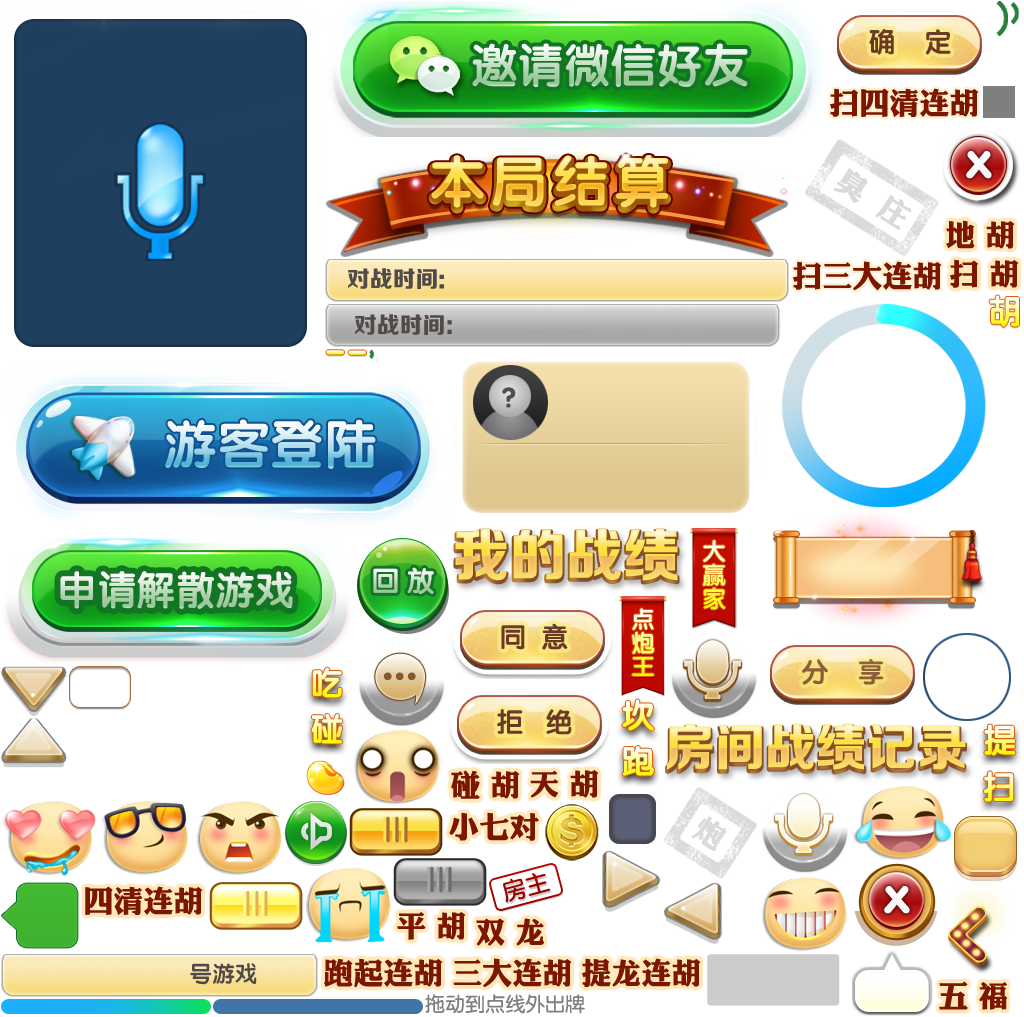 邀请微信好友
确 定
扫四清连胡
本局结算
臭庄
地 胡
对战时间:
扫三大连胡
扫 胡
对战时间:
胡
?
游客登陆
我的战绩
大赢家
申请解散游戏
回放
同 意
点炮王
分 享
吃
拒 绝
坎
碰
跑
房间战绩记录
提
扫
碰 胡
天 胡
小七对
炮
四清连胡
房主
平 胡
双 龙
号游戏
跑起连胡
三大连胡
提龙连胡
五 福
拖动到点线外出牌